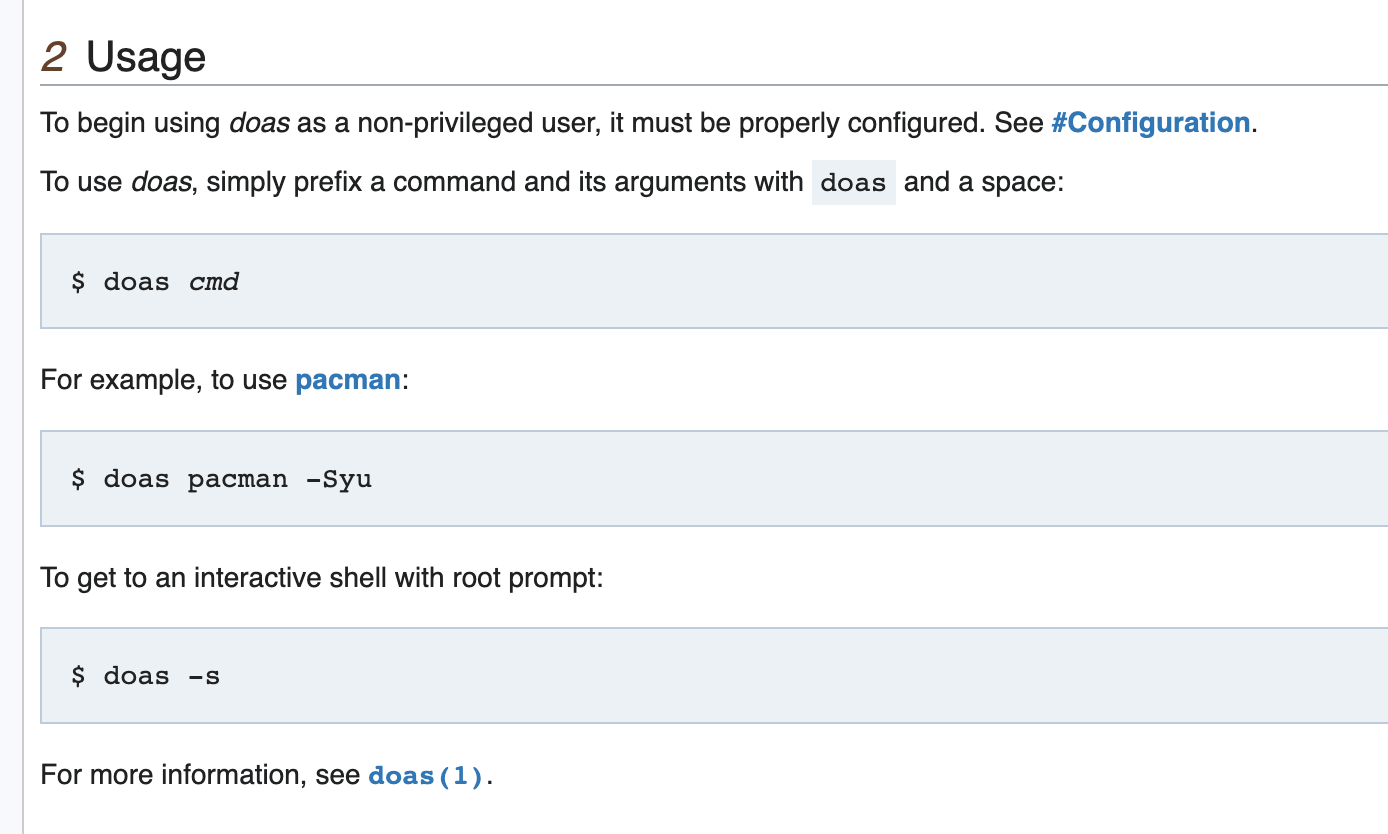 2 Usage
To begin using doas as a non-privileged user, it must be properly configured. See #Configuration.
To use doas, simply prefix a command and its arguments with doas and a space:
$ doas cmd
For example, to use pacman:
$ doas pacman -Syu
To get to an interactive shell with root prompt:
$ doas -s
For more information, see doas(1).